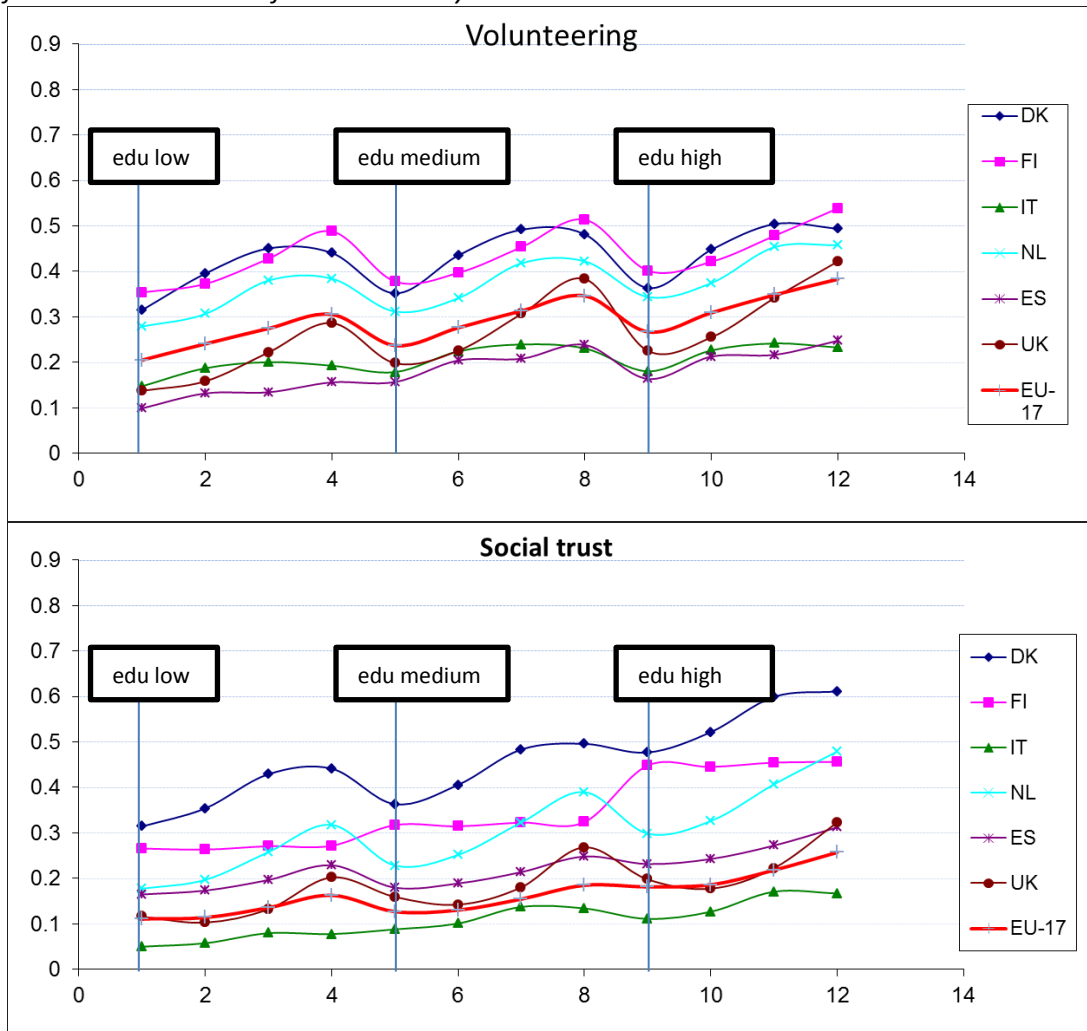 Volunteering
0.9
0.8
0.7
0.6
0.5
0.4
0.3
0.2
0.1
0
edu low
edu medium
edu high
0 2 4 6 8 10 12 14
DK
FI
IT
NL
ES
UK
EU-
17
Social trust
0.9
0.8
0.7
0.6
0.5
0.4
0.3
0.2
0.1
0
edu low
edu medium
edu high
0 2 4 6 8 10 12 14
DK
FI
IT
NL
ES
UK
EU-17